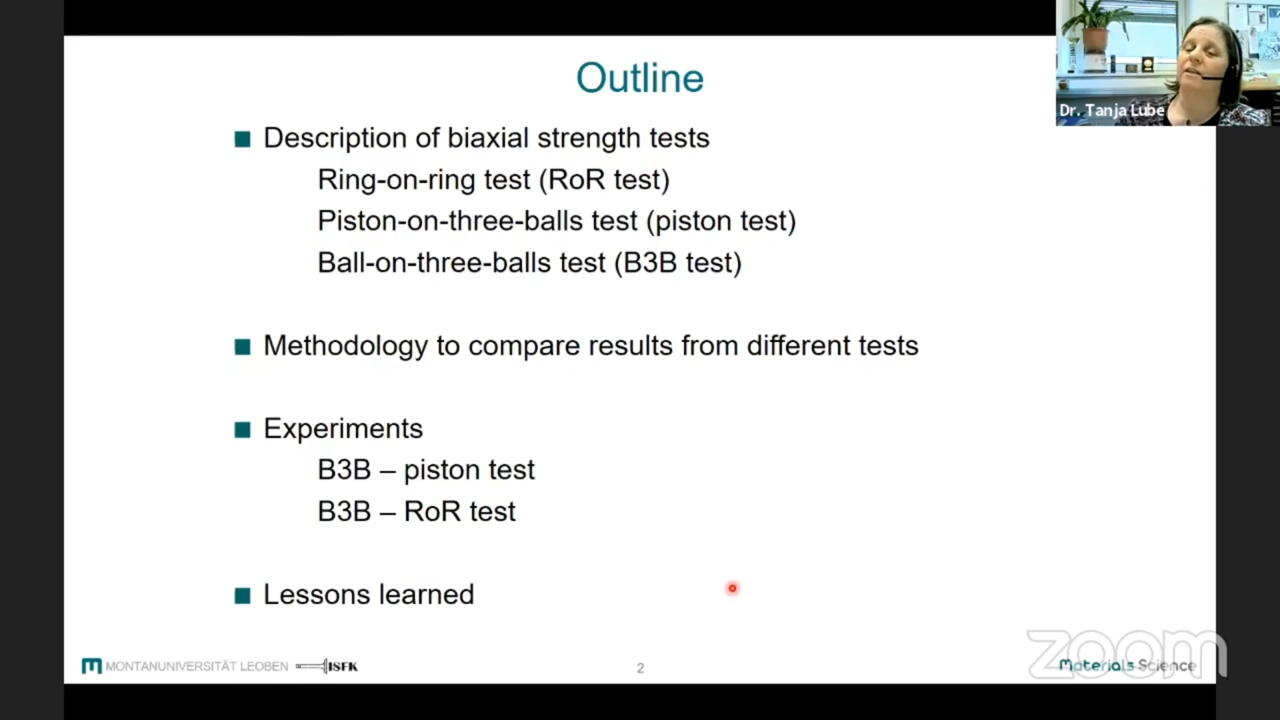 Outline
Dr. Tanja Lube
Description of biaxial strength tests
Ring-on-ring test (RoR test)
Piston-on-three-balls test (piston test)
Ball-on-three-balls test (B3B test)
Methodology to compare results from different tests
Experiments
B3B – piston test
B3B – RoR test
Lessons learned
MONTANUNIVERSITÄT LEOBEN
ISFK
2
Materials Science
zoom